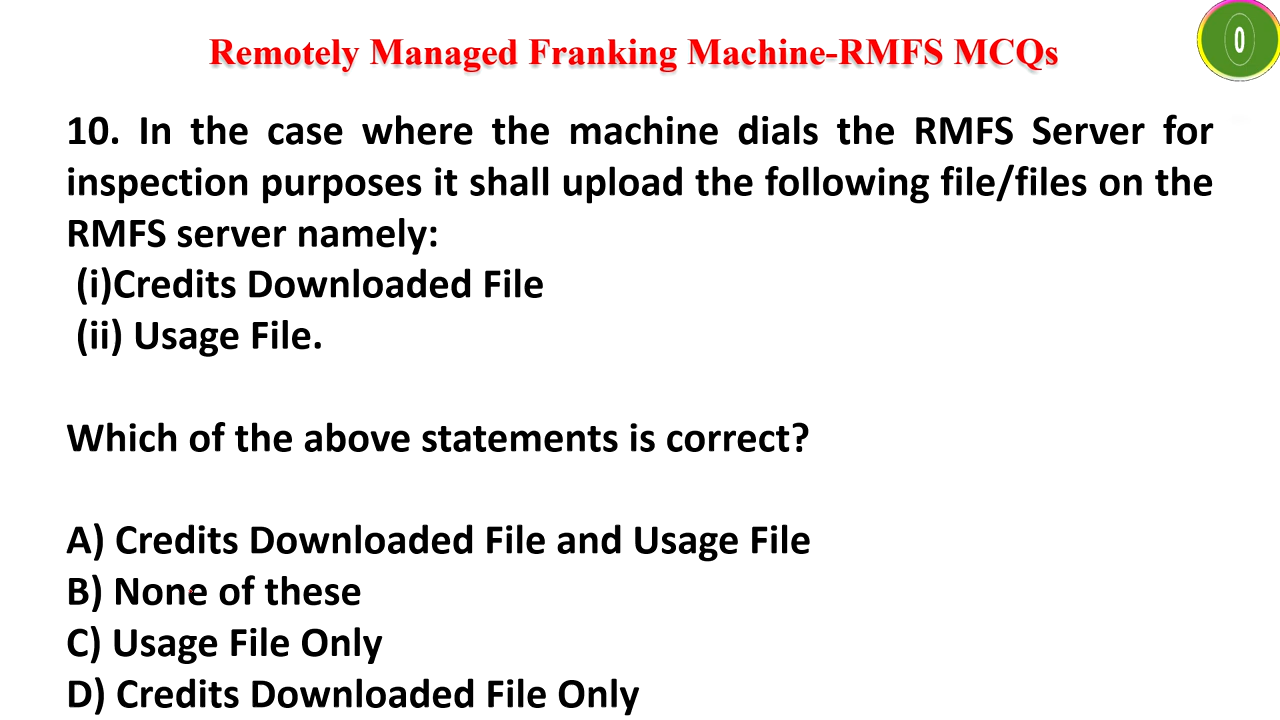 Remotely Managed Franking Machine-RMFS MCQs
0
10. In the case where the machine dials the RMFS Server for
inspection purposes it shall upload the following file/files on the
RMFS server namely:
(i)Credits Downloaded File
(ii) Usage File.
Which of the above statements is correct?
A) Credits Downloaded File and Usage File
B) None of these
C) Usage File Only
D) Credits Downloaded File Only